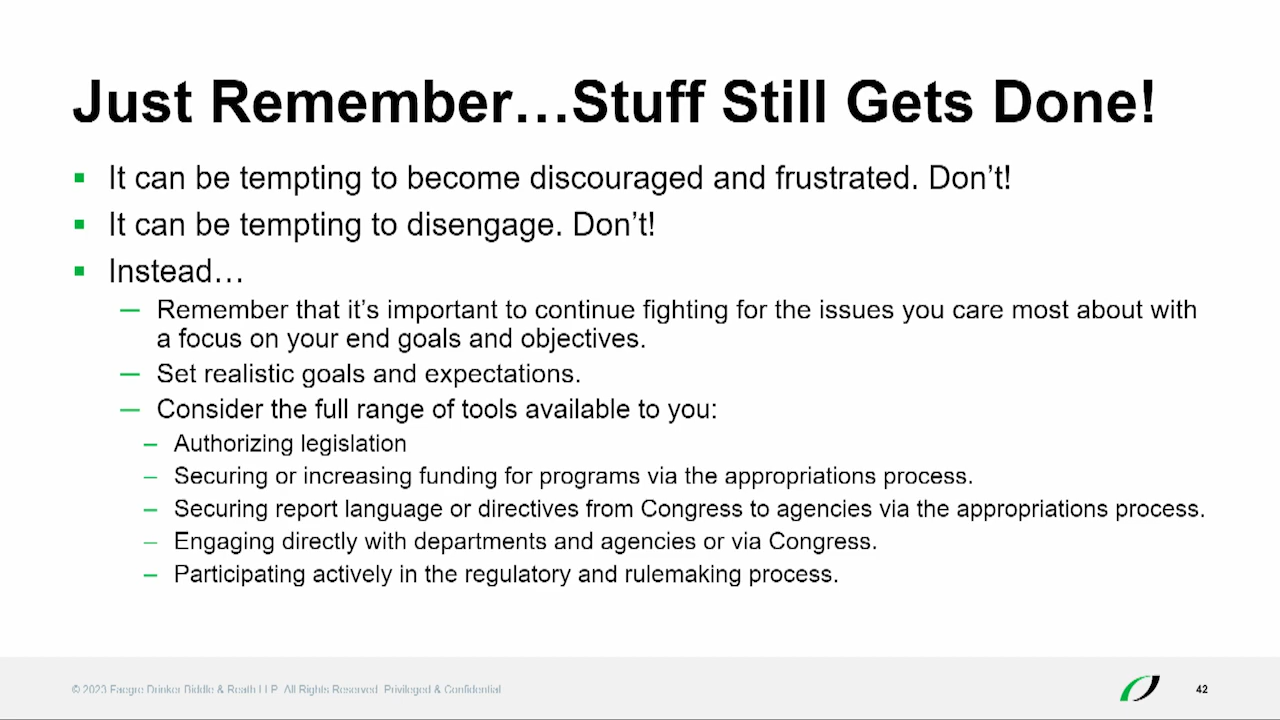 Just Remember…Stuff Still Gets Done!
▪ It can be tempting to become discouraged and frustrated. Don’t!
▪ It can be tempting to disengage. Don’t!
▪ Instead…
— Remember that it’s important to continue fighting for the issues you care most about with
a focus on your end goals and objectives.
— Set realistic goals and expectations.
— Consider the full range of tools available to you:
– Authorizing legislation
– Securing or increasing funding for programs via the appropriations process.
– Securing report language or directives from Congress to agencies via the appropriations process.
– Engaging directly with departments and agencies or via Congress.
– Participating actively in the regulatory and rulemaking process.
© 2023 Faegre Drinker Biddle & Reath LLP. All Rights Reserved. Privileged & Confidential
42